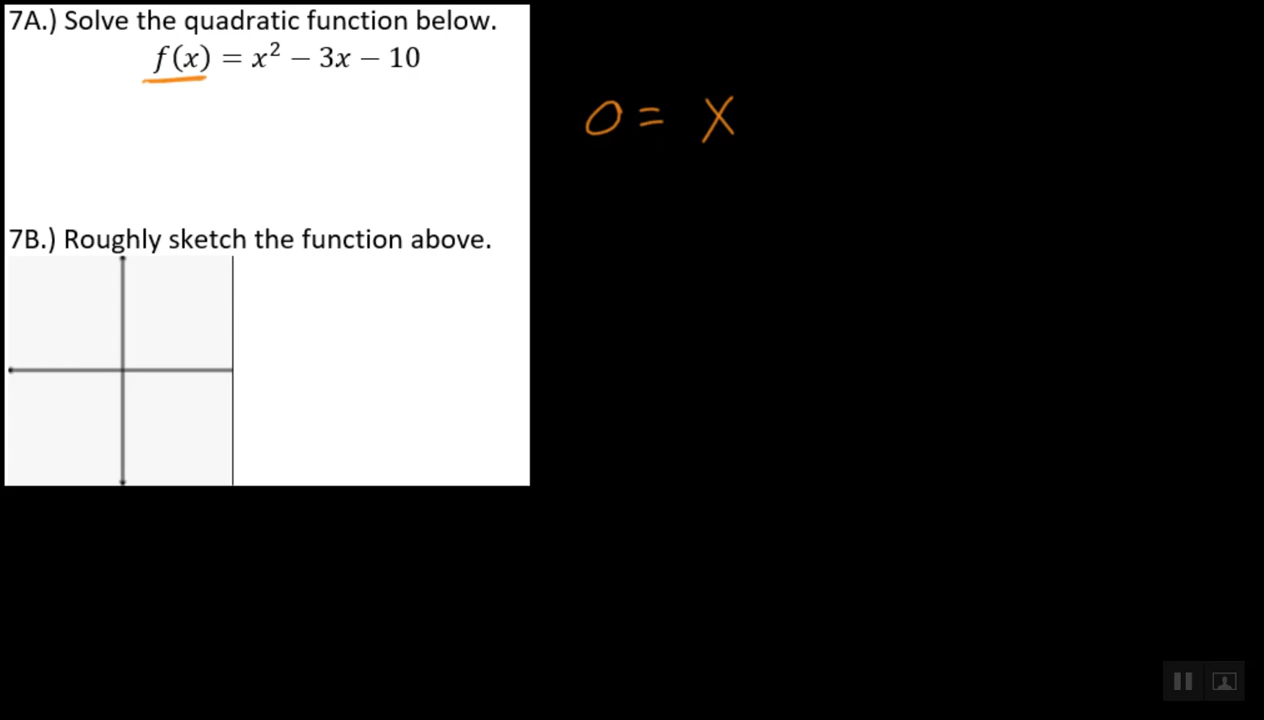 7A.) Solve the quadratic function below.
f(x) = x² − 3x − 10
0 = X
7B.) Roughly sketch the function above.